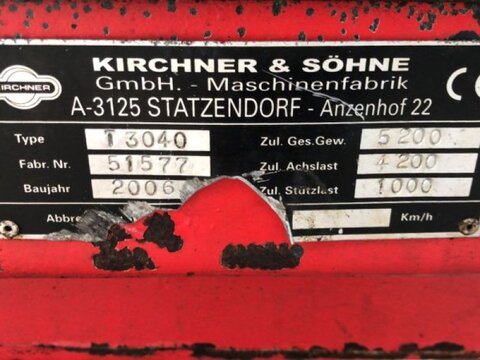 KIRCHNER & SÖHNE
KIRCHNER
GmbH. - Maschinenfabrik
A-3125 STATZENDORF - Anzenhof 22
Type T 3040 Zul. Ges.Gew. 5200
Fabr. Nr. 51577 Zul. Achslast 4200
Baujahr 2006 Zul. Stützlast 1000
Km/h